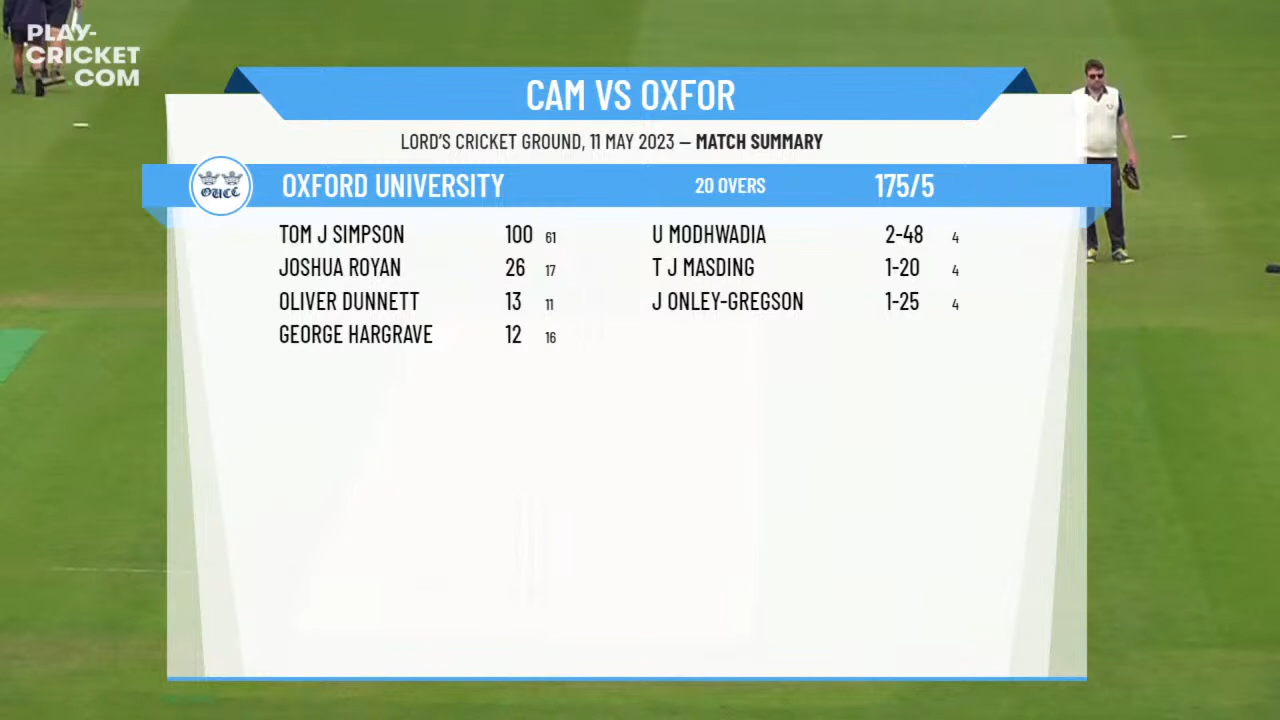 PLAY-
CRICKET
.COM
CAM VS OXFOR
LORD'S CRICKET GROUND, 11 MAY 2023 – MATCH SUMMARY
OUCC OXFORD UNIVERSITY 20 OVERS 175/5
TOM J SIMPSON 100 61 U MODHWADIA 2-48 4
JOSHUA ROYAN 26 17 T J MASDING 1-20 4
OLIVER DUNNETT 13 11 J ONLEY-GREGSON 1-25 4
GEORGE HARGRAVE 12 16